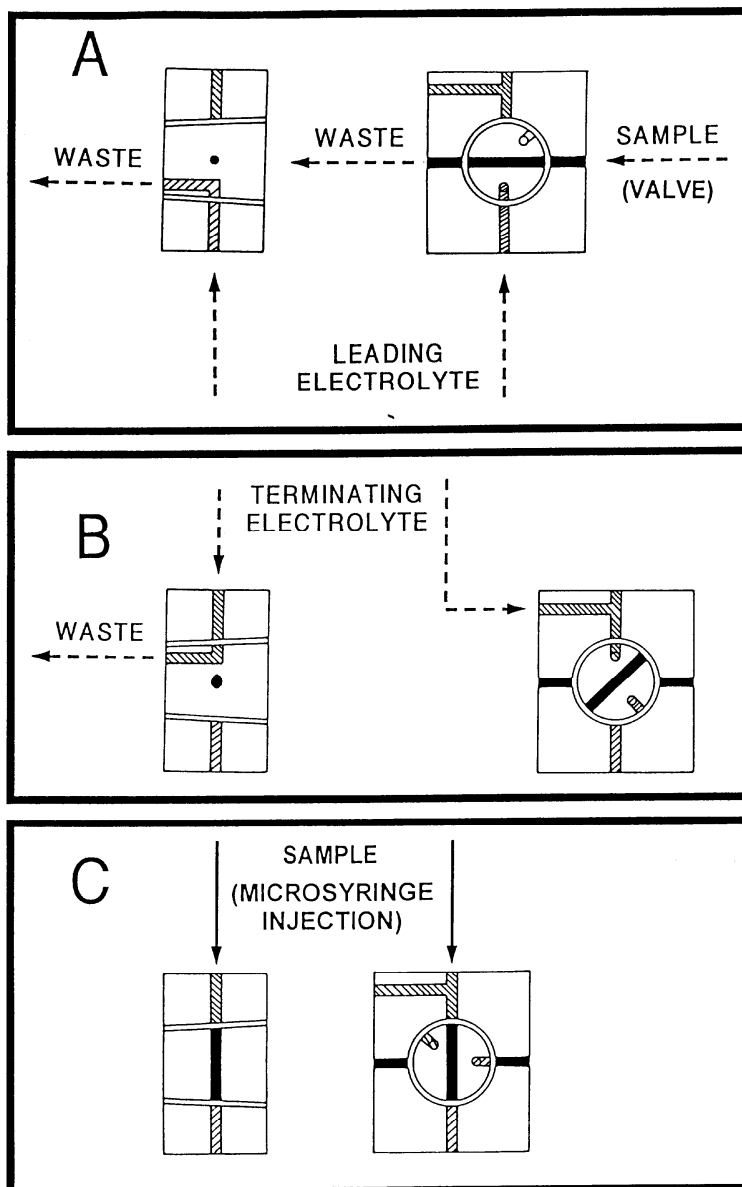 A
WASTE
WASTE
SAMPLE
(VALVE)
LEADING
ELECTROLYTE
B
TERMINATING
ELECTROLYTE
WASTE
C
SAMPLE
(MICROSYRINGE
INJECTION)